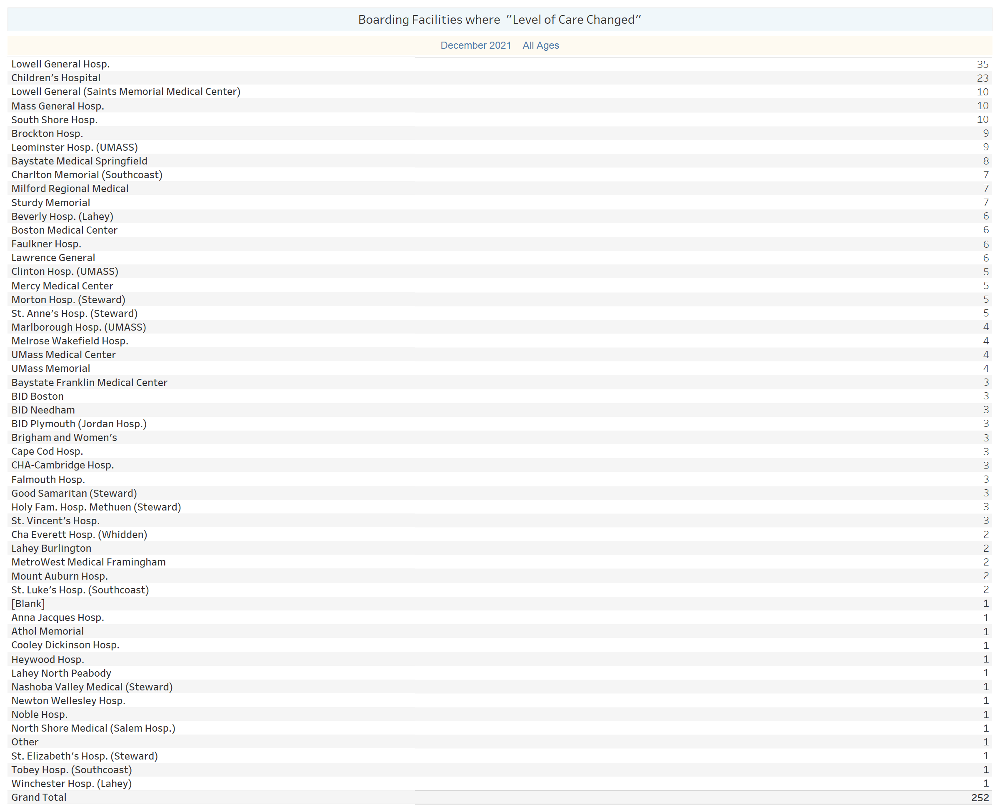 Boarding Facilities where "Level of Care Changed"
December 2021 All Ages
Lowell General Hosp. 35
Children's Hospital 23
Lowell General (Saints Memorial Medical Center) 10
Mass General Hosp. 10
South Shore Hosp. 10
Brockton Hosp. 9
Leominster Hosp. (UMASS) 9
Baystate Medical Springfield 8
Charlton Memorial (Southcoast) 7
Milford Regional Medical 7
Sturdy Memorial 7
Beverly Hosp. (Lahey) 6
Boston Medical Center 6
Faulkner Hosp. 6
Lawrence General 6
Clinton Hosp. (UMASS) 5
Mercy Medical Center 5
Morton Hosp. (Steward) 5
St. Anne's Hosp. (Steward) 5
Marlborough Hosp. (UMASS) 4
Melrose Wakefield Hosp. 4
UMass Medical Center 4
UMass Memorial 4
Baystate Franklin Medical Center 3
BID Boston 3
BID Needham 3
BID Plymouth (Jordan Hosp.) 3
Brigham and Women's 3
Cape Cod Hosp. 3
CHA-Cambridge Hosp. 3
Falmouth Hosp. 3
Good Samaritan (Steward) 3
Holy Fam. Hosp. Methuen (Steward) 3
St. Vincent's Hosp. 3
Cha Everett Hosp. (Whidden) 2
Lahey Burlington 2
MetroWest Medical Framingham 2
Mount Auburn Hosp. 2
St. Luke's Hosp. (Southcoast) 2
[Blank] 1
Anna Jacques Hosp. 1
Athol Memorial 1
Cooley Dickinson Hosp. 1
Heywood Hosp. 1
Lahey North Peabody 1
Nashoba Valley Medical (Steward) 1
Newton Wellesley Hosp. 1
Noble Hosp. 1
North Shore Medical (Salem Hosp.) 1
Other 1
St. Elizabeth's Hosp. (Steward) 1
Tobey Hosp. (Southcoast) 1
Winchester Hosp. (Lahey) 1
Grand Total 252